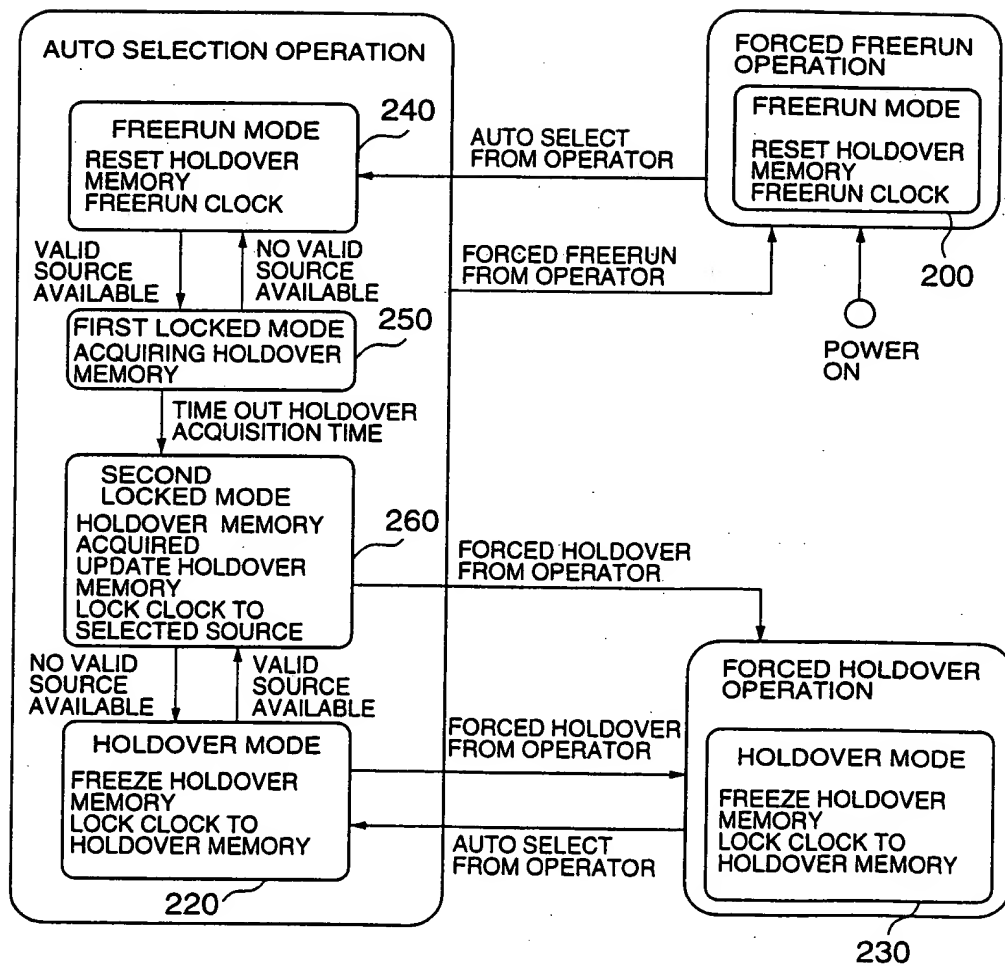 AUTO SELECTION OPERATION
FREERUN MODE
RESET HOLDOVER
MEMORY
FREERUN CLOCK
240
VALID
SOURCE
AVAILABLE
NO VALID
SOURCE
AVAILABLE
FIRST LOCKED MODE
ACQUIRING HOLDOVER
MEMORY
250
TIME OUT HOLDOVER
ACQUISITION TIME
SECOND
LOCKED MODE
HOLDOVER MEMORY
ACQUIRED
UPDATE HOLDOVER
MEMORY
LOCK CLOCK TO
SELECTED SOURCE
260
NO VALID
SOURCE
AVAILABLE
VALID
SOURCE
AVAILABLE
HOLDOVER MODE
FREEZE HOLDOVER
MEMORY
LOCK CLOCK TO
HOLDOVER MEMORY
220
AUTO SELECT
FROM OPERATOR
FORCED FREERUN
FROM OPERATOR
FORCED HOLDOVER
FROM OPERATOR
FORCED HOLDOVER
FROM OPERATOR
AUTO SELECT
FROM OPERATOR
FORCED FREERUN
OPERATION
FREERUN MODE
RESET HOLDOVER
MEMORY
FREERUN CLOCK
200
POWER
ON
FORCED HOLDOVER
OPERATION
HOLDOVER MODE
FREEZE HOLDOVER
MEMORY
LOCK CLOCK TO
HOLDOVER MEMORY
230